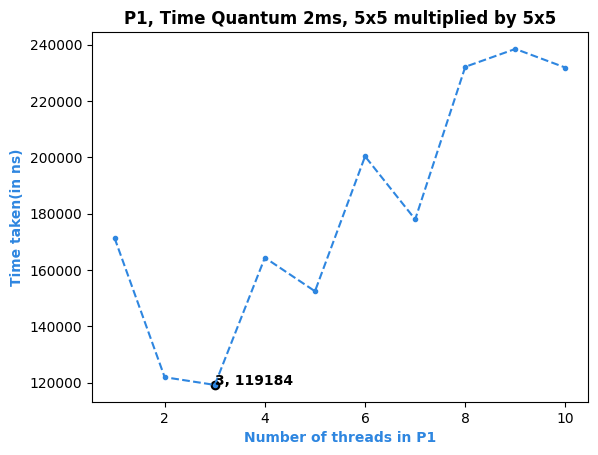 P1, Time Quantum 2ms, 5x5 multiplied by 5x5
240000
220000
200000
180000
160000
140000
120000
Time taken(in ns)
3, 119184
2 4 6 8 10
Number of threads in P1